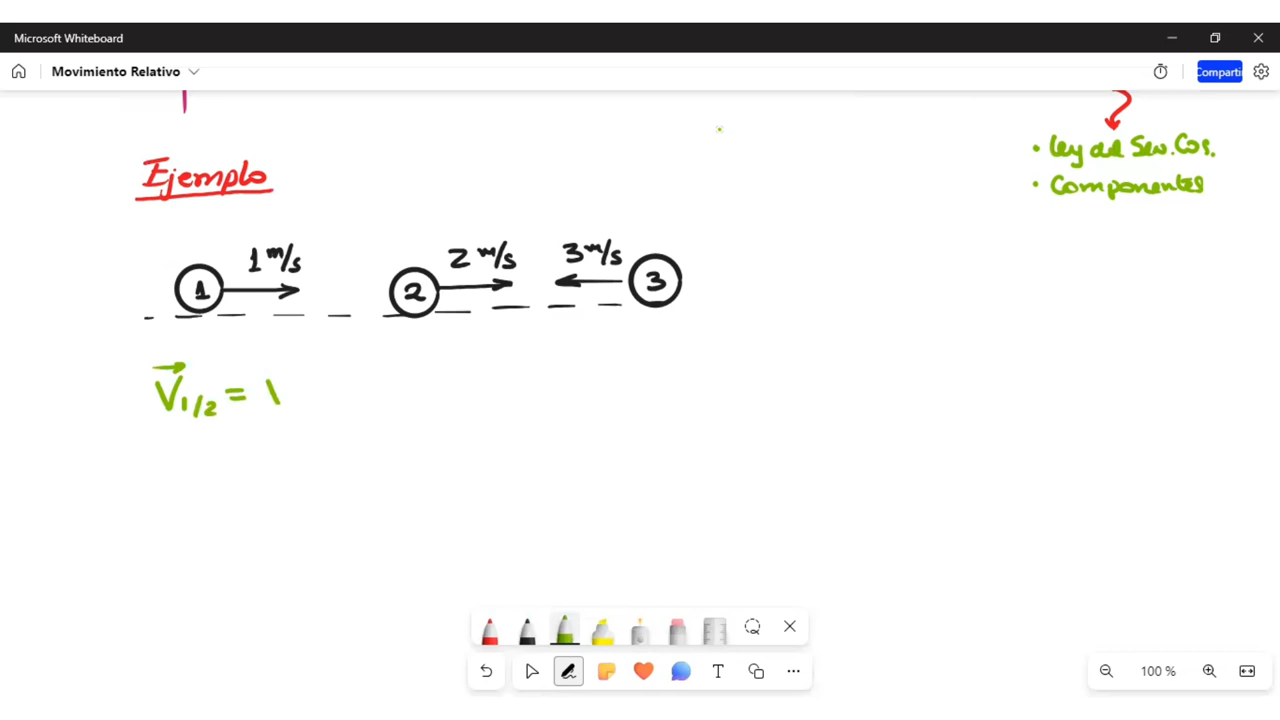 Microsoft Whiteboard
Movimiento Relativo
Compartir
• Ley del Sen. Cos.
• Componentes
Ejemplo
1 m/s
2 m/s
3 m/s
1
2
3
V1/2 = \
100 %